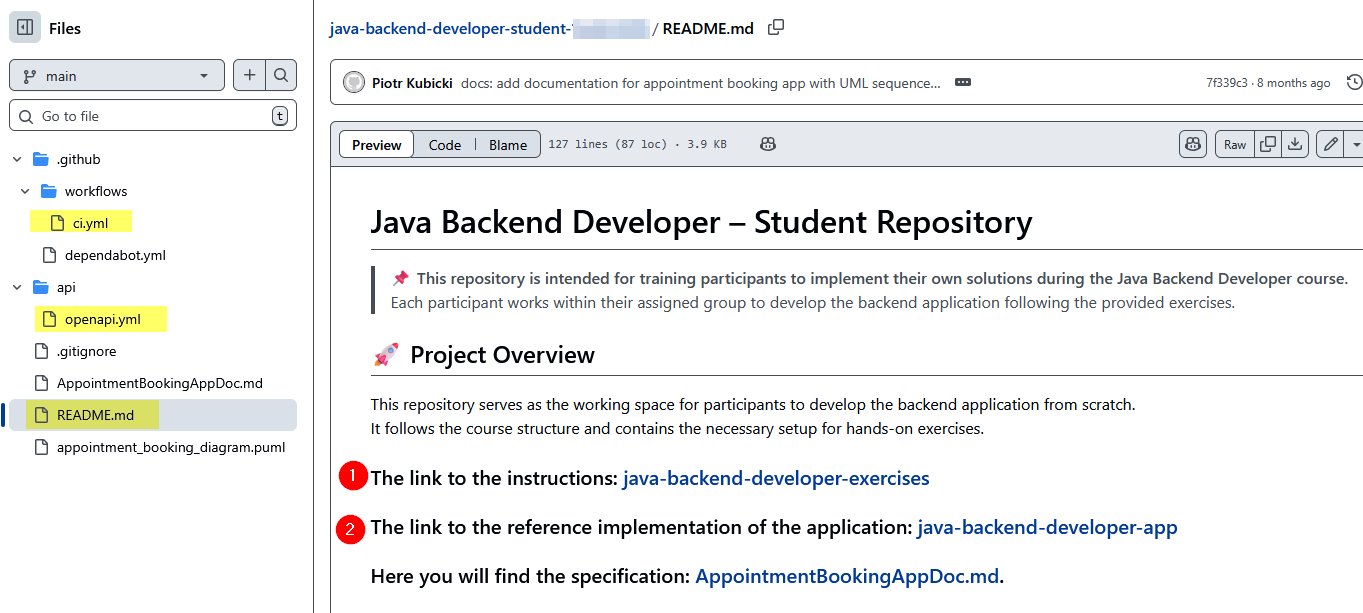 Files
main
Go to file
t
.github
workflows
ci.yml
dependabot.yml
api
openapi.yml
.gitignore
AppointmentBookingAppDoc.md
README.md
appointment_booking_diagram.puml
java-backend-developer-student- / README.md
Piotr Kubicki docs: add documentation for appointment booking app with UML sequence... 7f339c3 · 8 months ago
Preview Code Blame 127 lines (87 loc) · 3.9 KB Raw
Java Backend Developer – Student Repository
📌 This repository is intended for training participants to implement their own solutions during the Java Backend Developer course.
Each participant works within their assigned group to develop the backend application following the provided exercises.
🚀 Project Overview
This repository serves as the working space for participants to develop the backend application from scratch.
It follows the course structure and contains the necessary setup for hands-on exercises.
1 The link to the instructions: java-backend-developer-exercises
2 The link to the reference implementation of the application: java-backend-developer-app
Here you will find the specification: AppointmentBookingAppDoc.md.